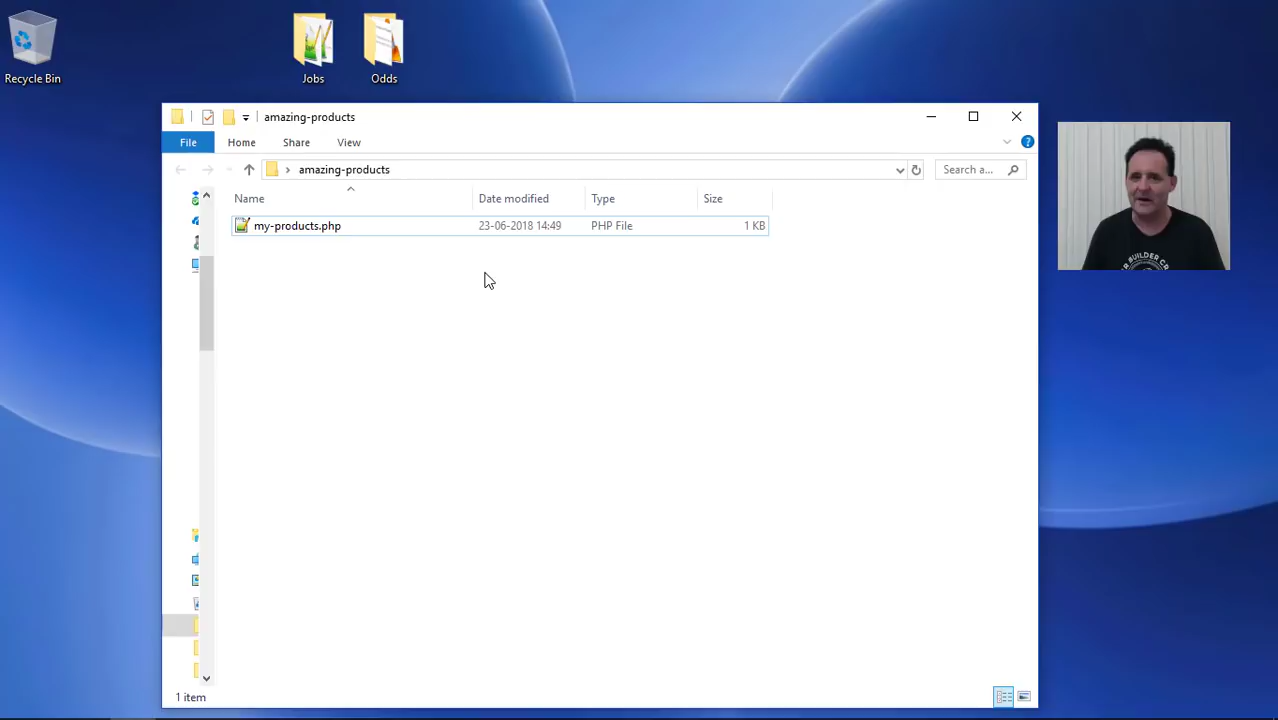 Recycle Bin
Jobs
Odds
amazing-products
File Home Share View
amazing-products
Search a...
Name Date modified Type Size
my-products.php 23-06-2018 14:49 PHP File 1 KB
BUILDER
1 item